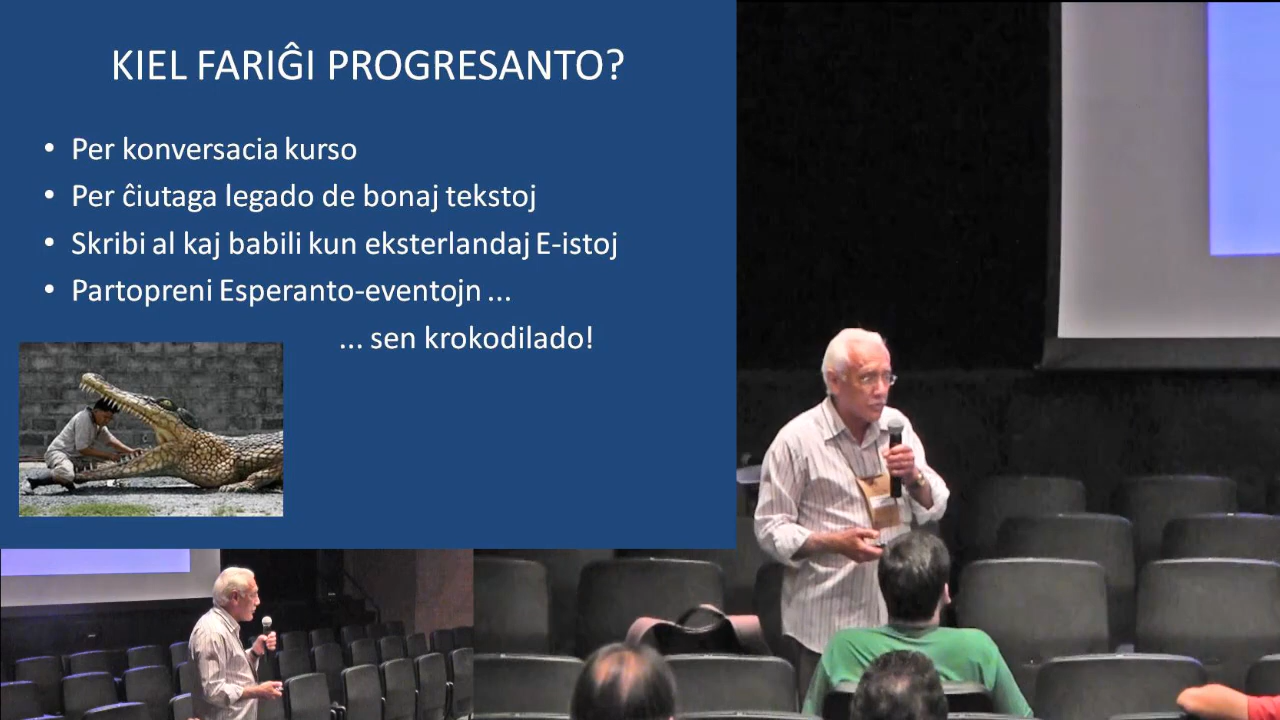 KIEL FARIĜI PROGRESANTO?
• Per konversacia kurso
• Per ĉiutaga legado de bonaj tekstoj
• Skribi al kaj babili kun eksterlandaj E-istoj
• Partopreni Esperanto-eventojn ...
... sen krokodilado!